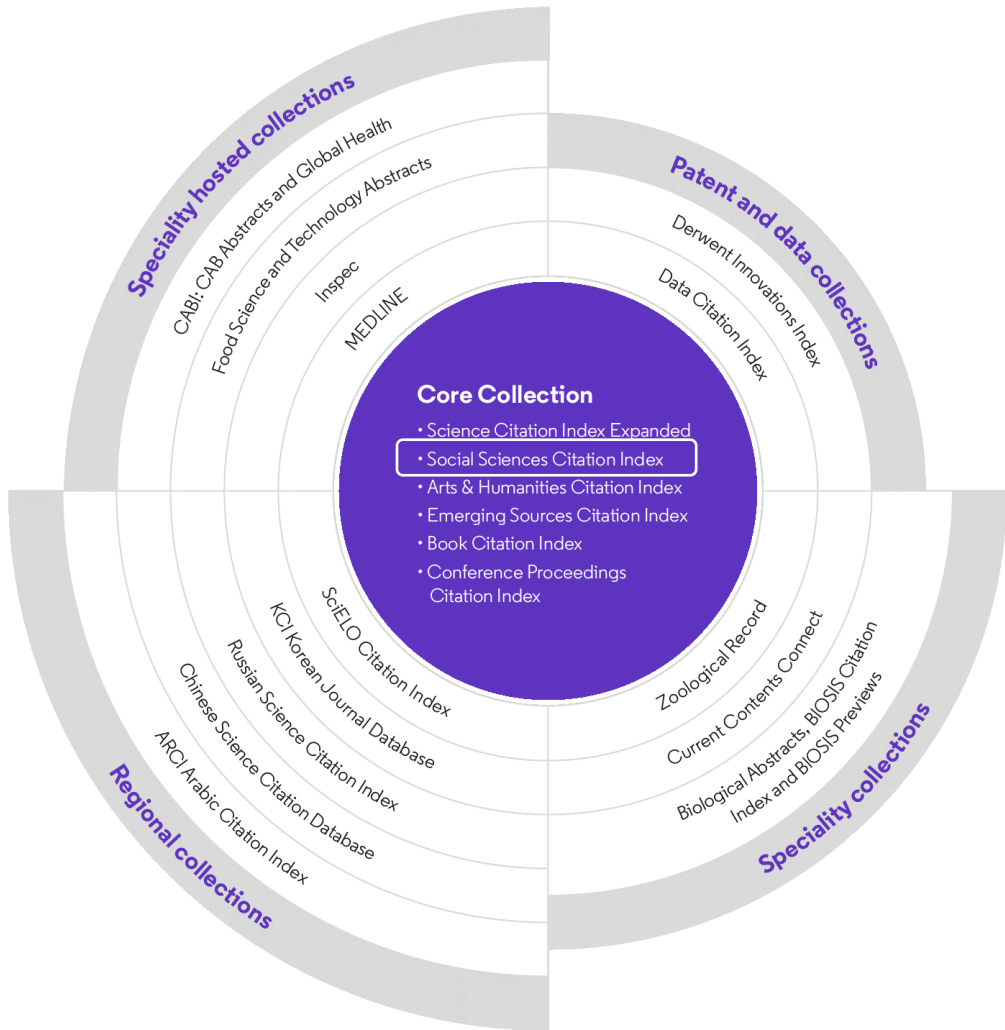 Speciality hosted collections
CABI: CAB Abstracts and Global Health
Food Science and Technology Abstracts
Inspec
MEDLINE
Patent and data collections
Derwent Innovations Index
Data Citation Index
Core Collection
• Science Citation Index Expanded
• Social Sciences Citation Index
• Arts & Humanities Citation Index
• Emerging Sources Citation Index
• Book Citation Index
• Conference Proceedings
Citation Index
SciELO Citation Index
KCI Korean Journal Database
Russian Science Citation Index
Chinese Science Citation Database
ARCI Arabic Citation Index
Regional collections
Zoological Record
Current Contents Connect
Biological Abstracts, BIOSIS Citation
Index and BIOSIS Previews
Speciality collections